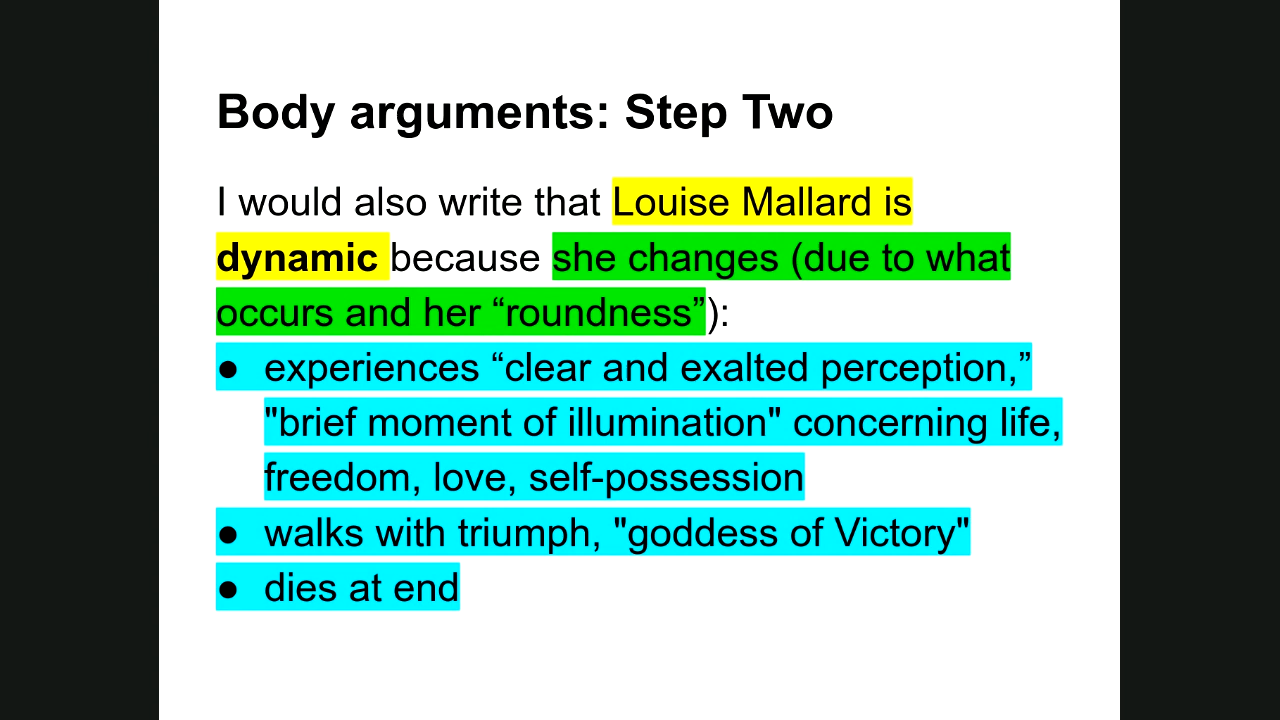 Body arguments: Step Two
I would also write that Louise Mallard is
dynamic because she changes (due to what
occurs and her “roundness”):
● experiences “clear and exalted perception,”
"brief moment of illumination" concerning life,
freedom, love, self-possession
● walks with triumph, "goddess of Victory"
● dies at end